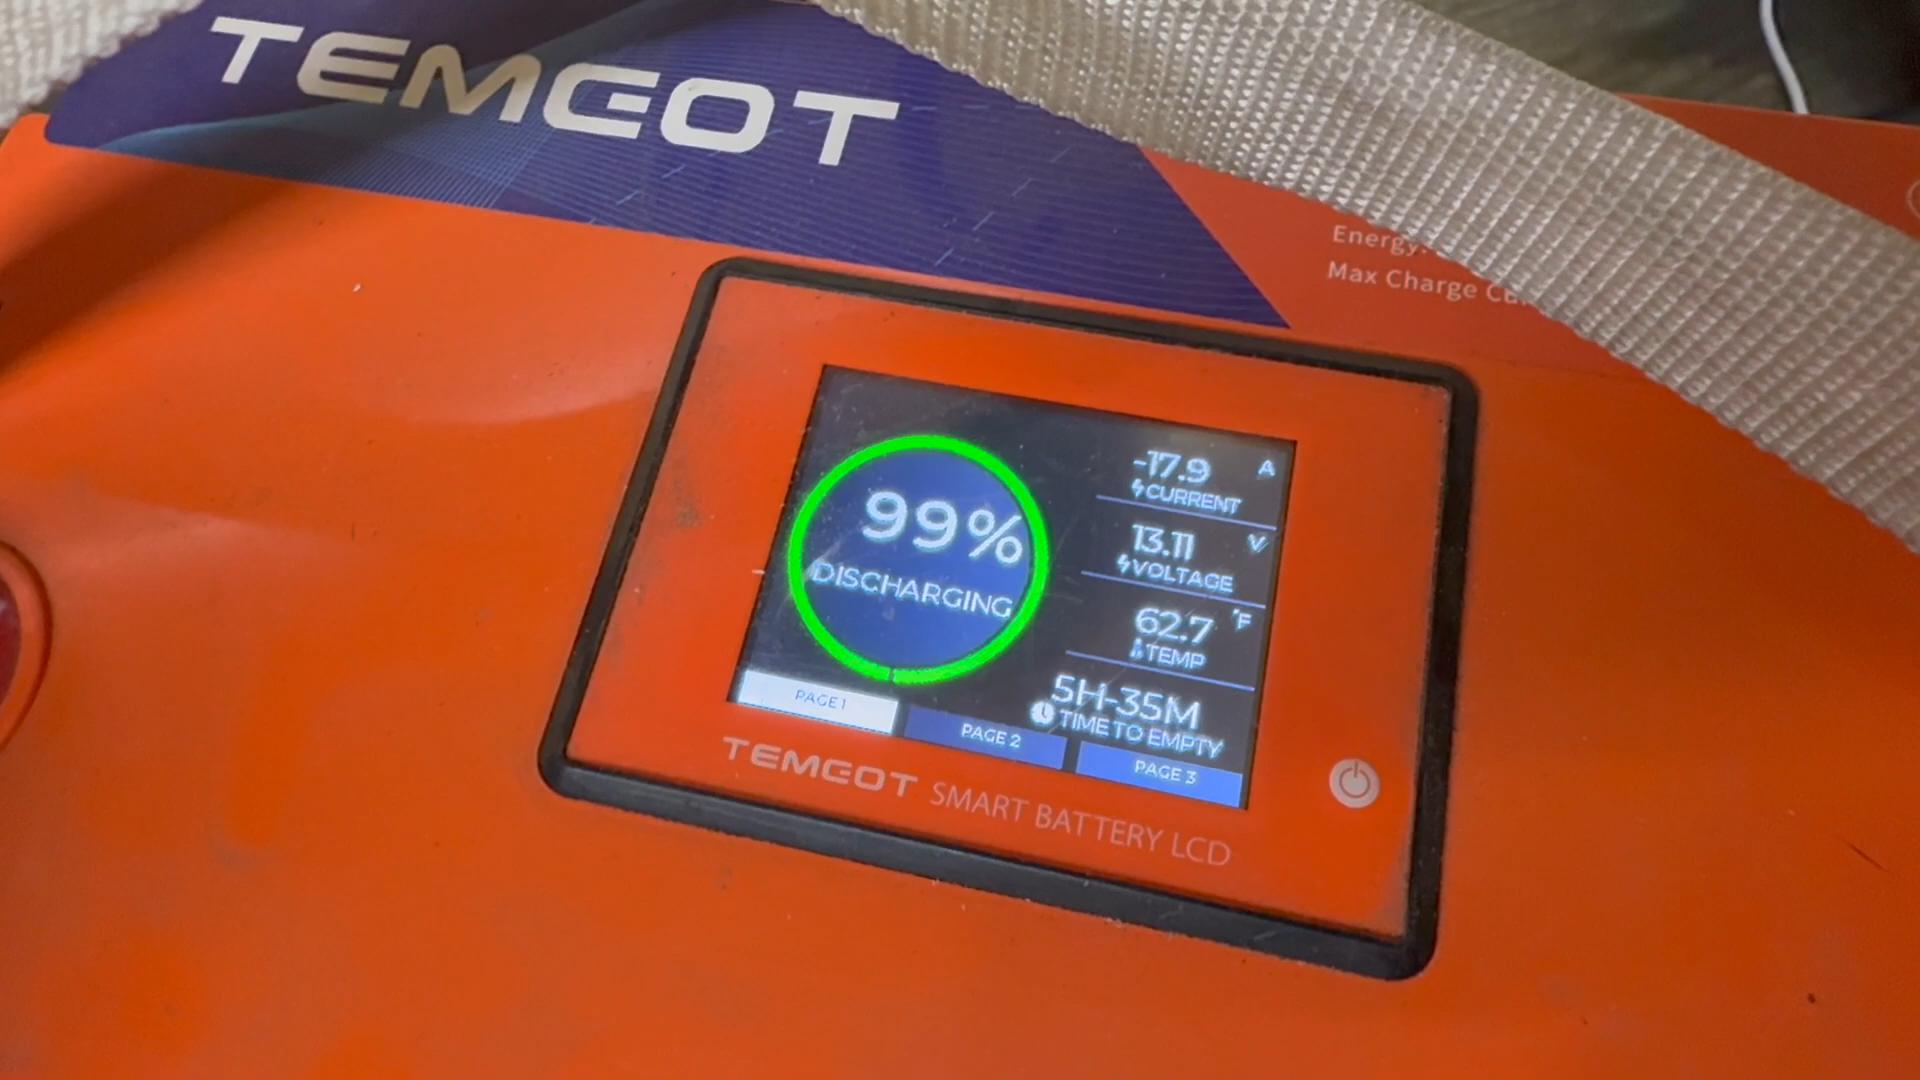 TEMGOT
Energy:
Max Charge
99%
DISCHARGING
-17.9 A
CURRENT
13.11 V
VOLTAGE
62.7 °F
TEMP
5H-35M
TIME TO EMPTY
PAGE 1
PAGE 2
PAGE 3
TEMGOT SMART BATTERY LCD